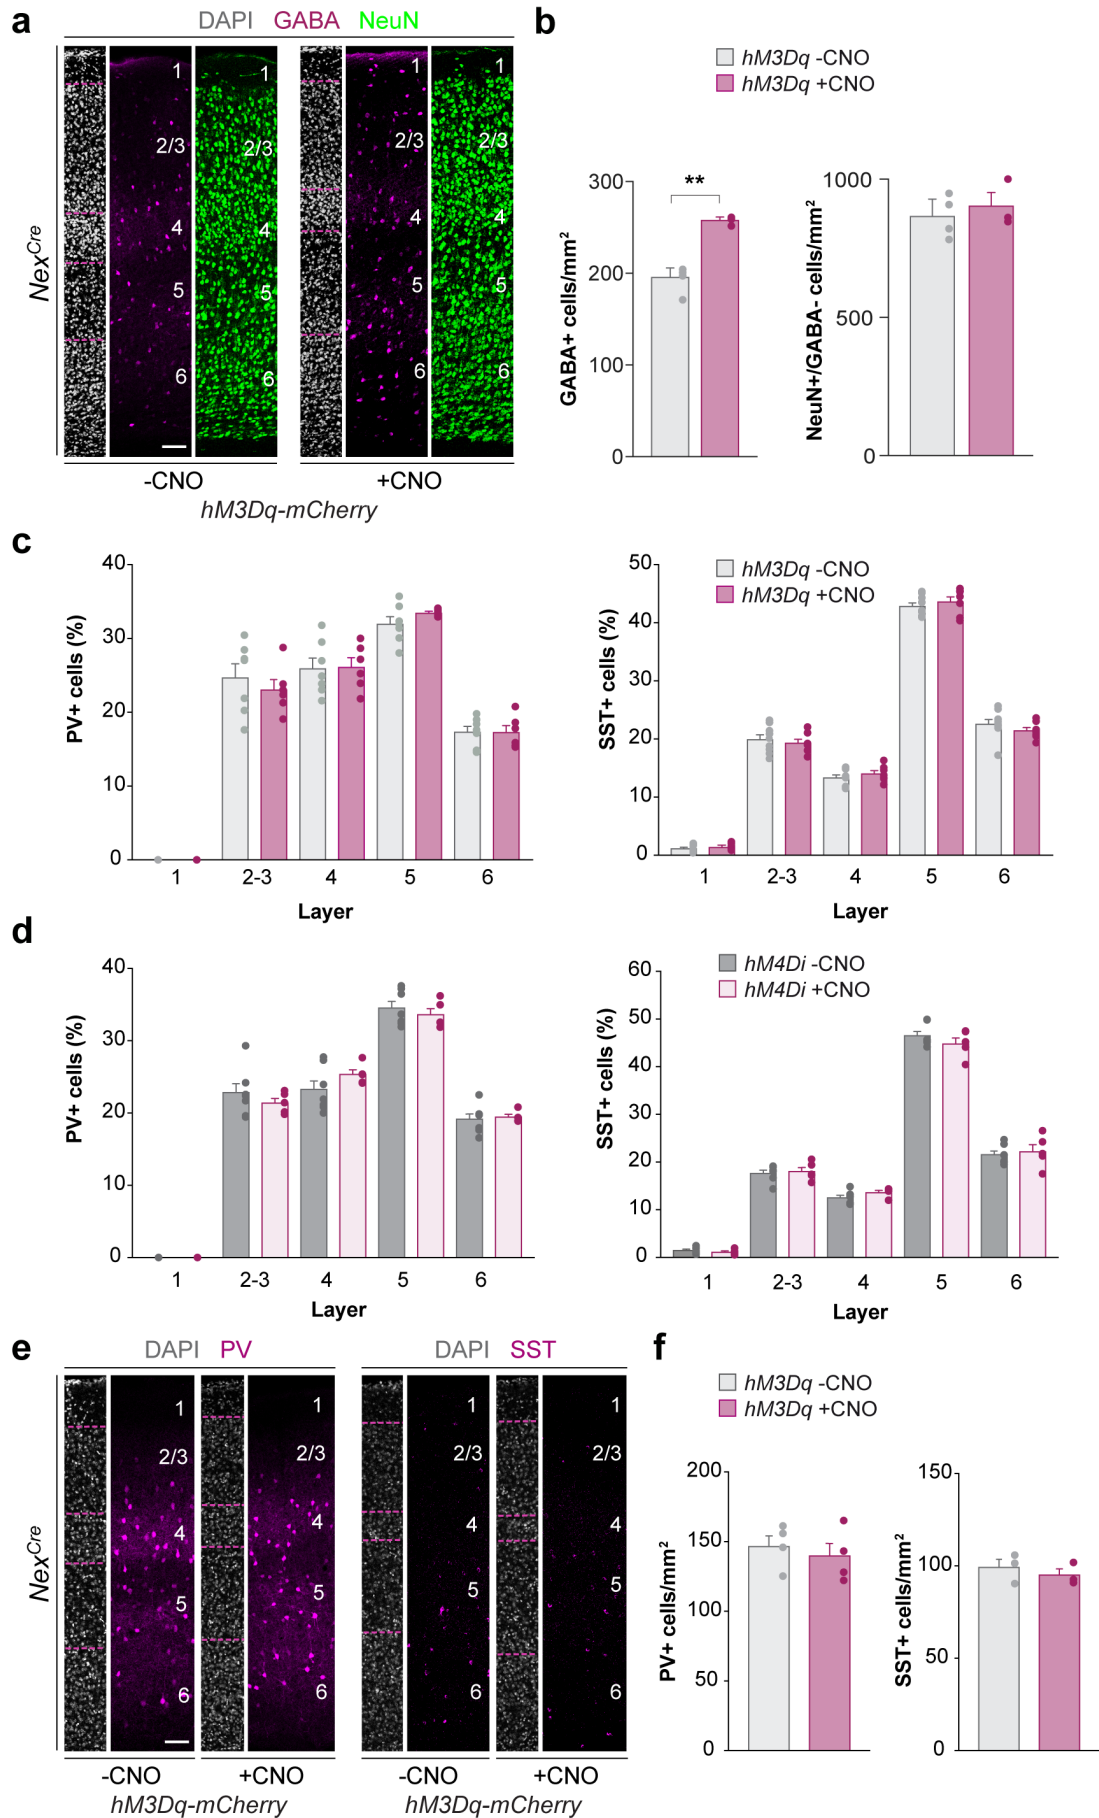 a
DAPI GABA NeuN
1
1
1
1
2/3
2/3
2/3
2/3
4
4
4
4
5
5
5
5
6
6
6
6
NexCre
-CNO
+CNO
hM3Dq-mCherry
b
hM3Dq -CNO
hM3Dq +CNO
GABA+ cells/mm²
300
200
100
0
**
NeuN+/GABA- cells/mm²
1000
500
0
c
PV+ cells (%)
40
30
20
10
0
1 2-3 4 5 6
Layer
SST+ cells (%)
50
40
30
20
10
0
hM3Dq -CNO
hM3Dq +CNO
1 2-3 4 5 6
Layer
d
PV+ cells (%)
40
30
20
10
0
1 2-3 4 5 6
Layer
SST+ cells (%)
60
50
40
30
20
10
0
hM4Di -CNO
hM4Di +CNO
1 2-3 4 5 6
Layer
e
DAPI PV
DAPI SST
1
1
1
1
2/3
2/3
2/3
2/3
4
4
4
4
5
5
5
5
6
6
6
6
NexCre
-CNO
+CNO
-CNO
+CNO
hM3Dq-mCherry
hM3Dq-mCherry
f
hM3Dq -CNO
hM3Dq +CNO
PV+ cells/mm²
200
150
100
50
0
SST+ cells/mm²
150
100
50
0